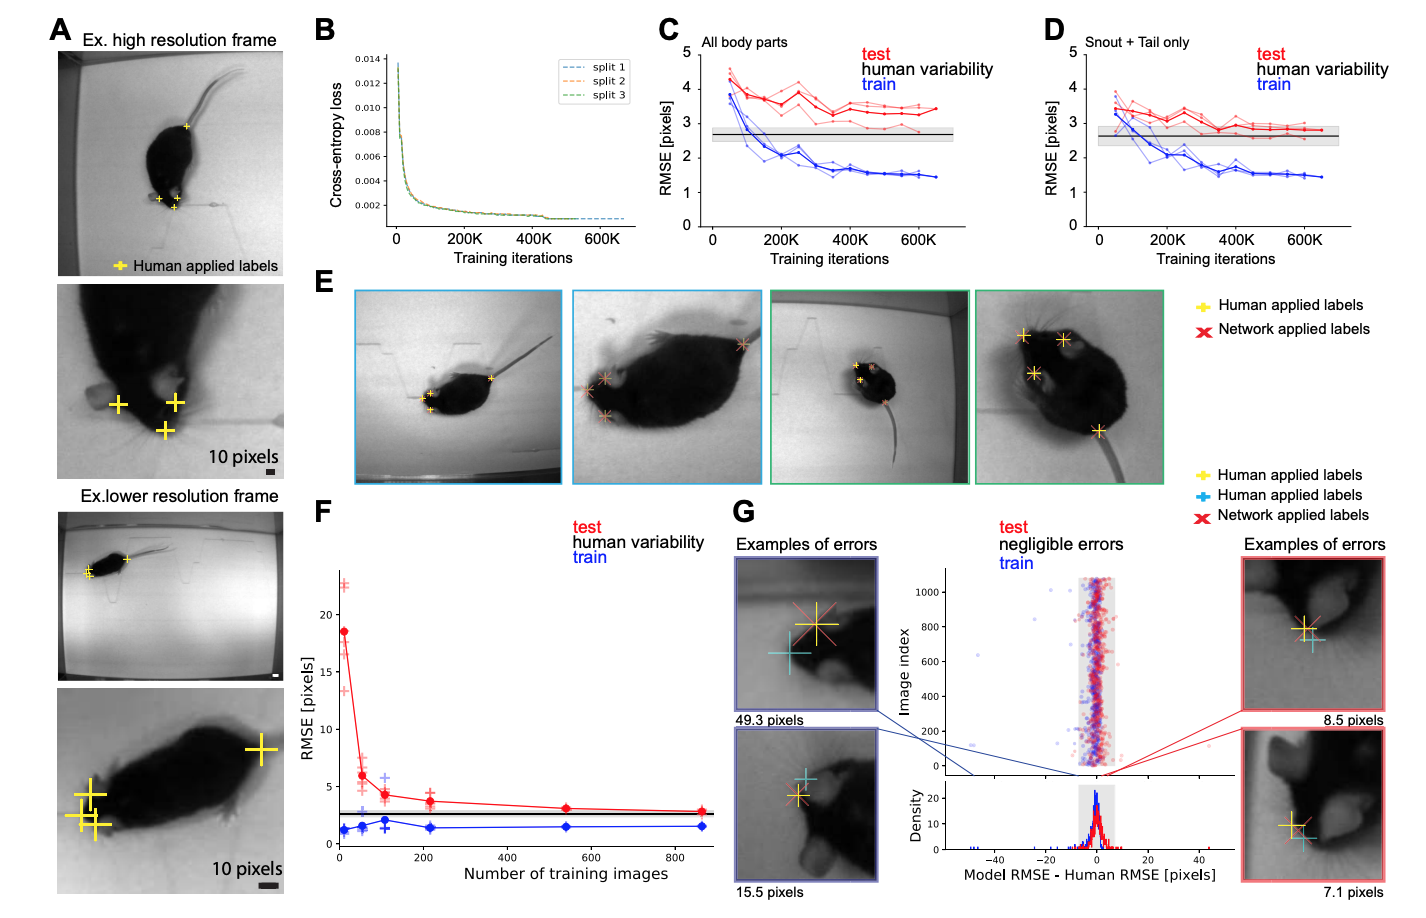 A
Ex. high resolution frame
Human applied labels
10 pixels
Ex.lower resolution frame
10 pixels
B
Cross-entropy loss
0.014
0.012
0.010
0.008
0.006
0.004
0.002
split 1
split 2
split 3
0
200K
400K
600K
Training iterations
C
All body parts
test
human variability
train
RMSE [pixels]
5
4
3
2
1
0
0
200K
400K
600K
Training iterations
D
Snout + Tail only
test
human variability
train
RMSE [pixels]
5
4
3
2
1
0
0
200K
400K
600K
Training iterations
E
Human applied labels
Network applied labels
F
test
human variability
train
RMSE [pixels]
20
15
10
5
0
0
200
400
600
800
Number of training images
G
Human applied labels
Human applied labels
Network applied labels
Examples of errors
49.3 pixels
15.5 pixels
test
negligible errors
train
Image index
1000
800
600
400
200
0
Density
20
10
0
−40
−20
0
20
40
Model RMSE - Human RMSE [pixels]
Examples of errors
8.5 pixels
7.1 pixels